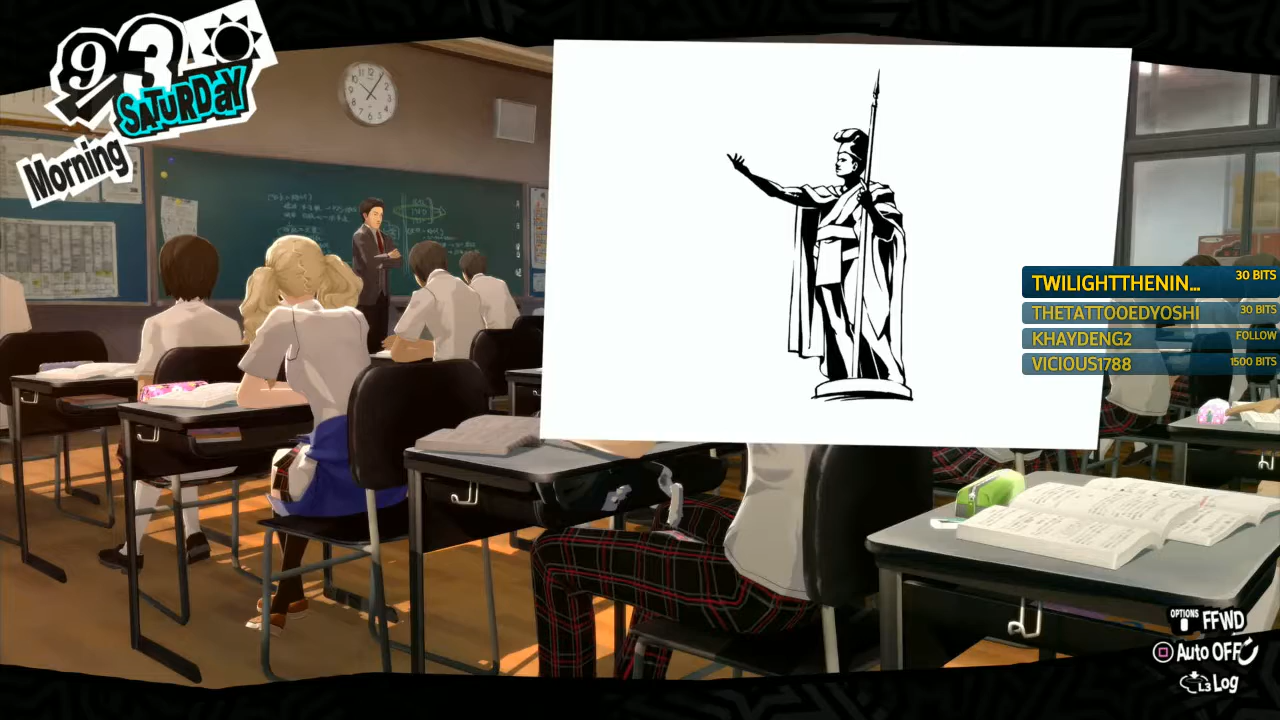 9 3
SATURDAY
Morning
TWILIGHTTHENIN... 30 BITS
THETATTOOEDYOSHI 30 BITS
KHAYDENG2 FOLLOW
VICIOUS1788 1500 BITS
OPTIONS FFWD
Auto OFF
L3 Log